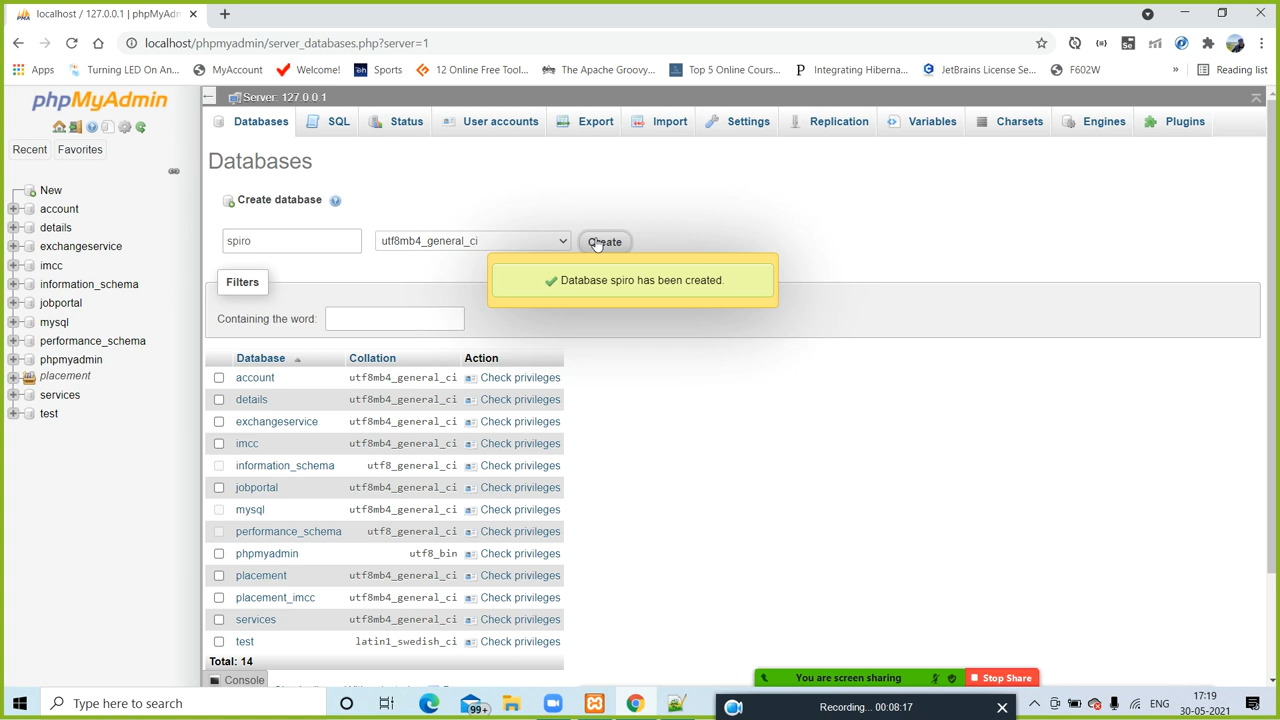 localhost / 127.0.0.1 | phpMyAdm
localhost/phpmyadmin/server_databases.php?server=1
Apps
Turning LED On An...
MyAccount
Welcome!
Sports
12 Online Free Tool...
The Apache Groovy...
Top 5 Online Cours...
Integrating Hiberna...
JetBrains License Se...
F602W
»
Reading list
phpMyAdmin
Recent
Favorites
New
account
details
exchangeservice
imcc
information_schema
jobportal
mysql
performance_schema
phpmyadmin
placement
services
test
Server: 127.0.0.1
Databases
SQL
Status
User accounts
Export
Import
Settings
Replication
Variables
Charsets
Engines
Plugins
Databases
Create database
spiro
utf8mb4_general_ci
Create
Database spiro has been created.
Filters
Containing the word:
Database Collation Action
account utf8mb4_general_ci Check privileges
details utf8mb4_general_ci Check privileges
exchangeservice utf8mb4_general_ci Check privileges
imcc utf8mb4_general_ci Check privileges
information_schema utf8_general_ci Check privileges
jobportal utf8mb4_general_ci Check privileges
mysql utf8mb4_general_ci Check privileges
performance_schema utf8_general_ci Check privileges
phpmyadmin utf8_bin Check privileges
placement utf8mb4_general_ci Check privileges
placement_imcc utf8mb4_general_ci Check privileges
services utf8mb4_general_ci Check privileges
test latin1_swedish_ci Check privileges
Total: 14
Console
You are screen sharing
Stop Share
Type here to search
99+
Recording... 00:08:17
ENG
17:19
30-05-2021